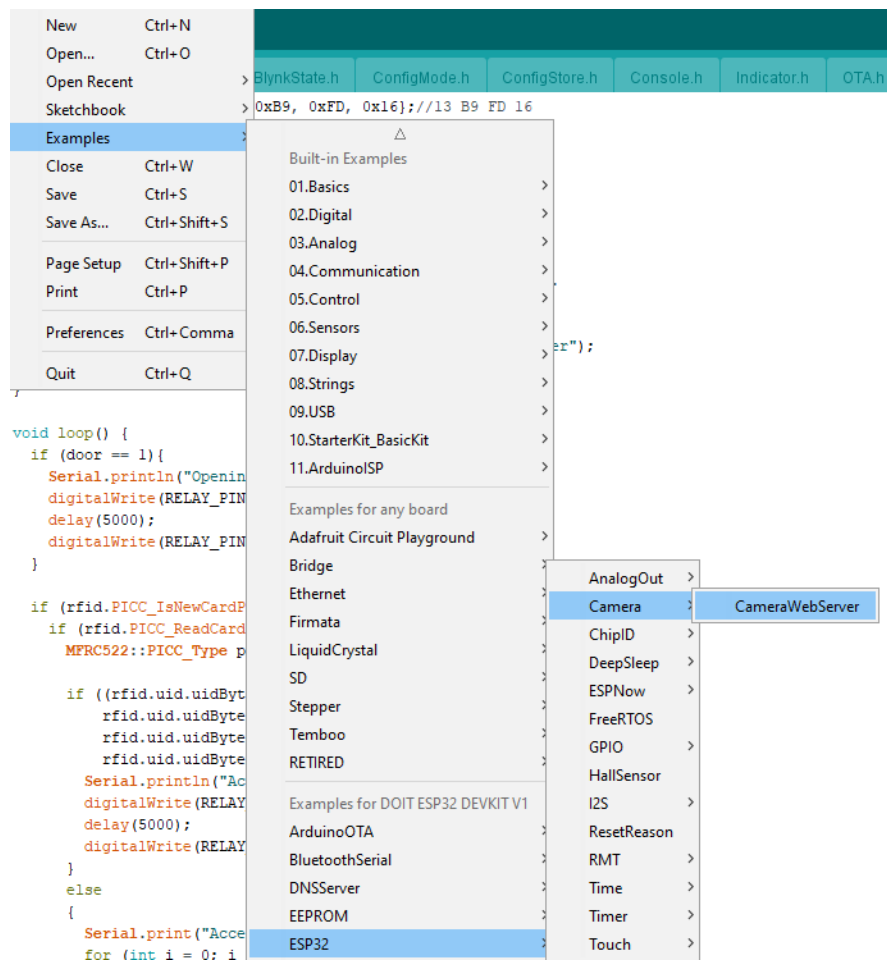 New Ctrl+N
Open... Ctrl+O
Open Recent
Sketchbook
Examples
Close Ctrl+W
Save Ctrl+S
Save As... Ctrl+Shift+S
Page Setup Ctrl+Shift+P
Print Ctrl+P
Preferences Ctrl+Comma
Quit Ctrl+Q
BlynkState.h ConfigMode.h ConfigStore.h Console.h Indicator.h OTA.h
0xB9, 0xFD, 0x16};//13 B9 FD 16
Built-in Examples
01.Basics
02.Digital
03.Analog
04.Communication
05.Control
06.Sensors
07.Display
08.Strings
09.USB
10.StarterKit_BasicKit
11.ArduinoISP
Examples for any board
Adafruit Circuit Playground
Bridge
Ethernet
Firmata
LiquidCrystal
SD
Stepper
Temboo
RETIRED
Examples for DOIT ESP32 DEVKIT V1
ArduinoOTA
BluetoothSerial
DNSServer
EEPROM
ESP32
AnalogOut
Camera
ChipID
DeepSleep
ESPNow
FreeRTOS
GPIO
HallSensor
I2S
ResetReason
RMT
Time
Timer
Touch
CameraWebServer
er");
}
void loop() {
if (door == 1){
Serial.println("Openin
digitalWrite(RELAY_PIN
delay(5000);
digitalWrite(RELAY_PIN
}
if (rfid.PICC_IsNewCardP
if (rfid.PICC_ReadCard
MFRC522::PICC_Type p
if ((rfid.uid.uidByt
rfid.uid.uidByte
rfid.uid.uidByte
rfid.uid.uidByte
Serial.println("Ac
digitalWrite(RELAY
delay(5000);
digitalWrite(RELAY
}
else
{
Serial.print("Acce
for (int i = 0; i